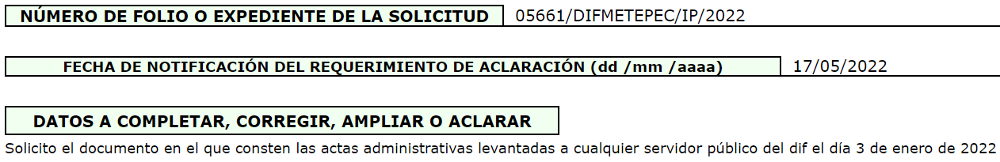 NÚMERO DE FOLIO O EXPEDIENTE DE LA SOLICITUD 05661/DIFMETEPEC/IP/2022
FECHA DE NOTIFICACIÓN DEL REQUERIMIENTO DE ACLARACIÓN (dd /mm /aaaa) 17/05/2022
DATOS A COMPLETAR, CORREGIR, AMPLIAR O ACLARAR
Solicito el documento en el que consten las actas administrativas levantadas a cualquier servidor público del dif el día 3 de enero de 2022